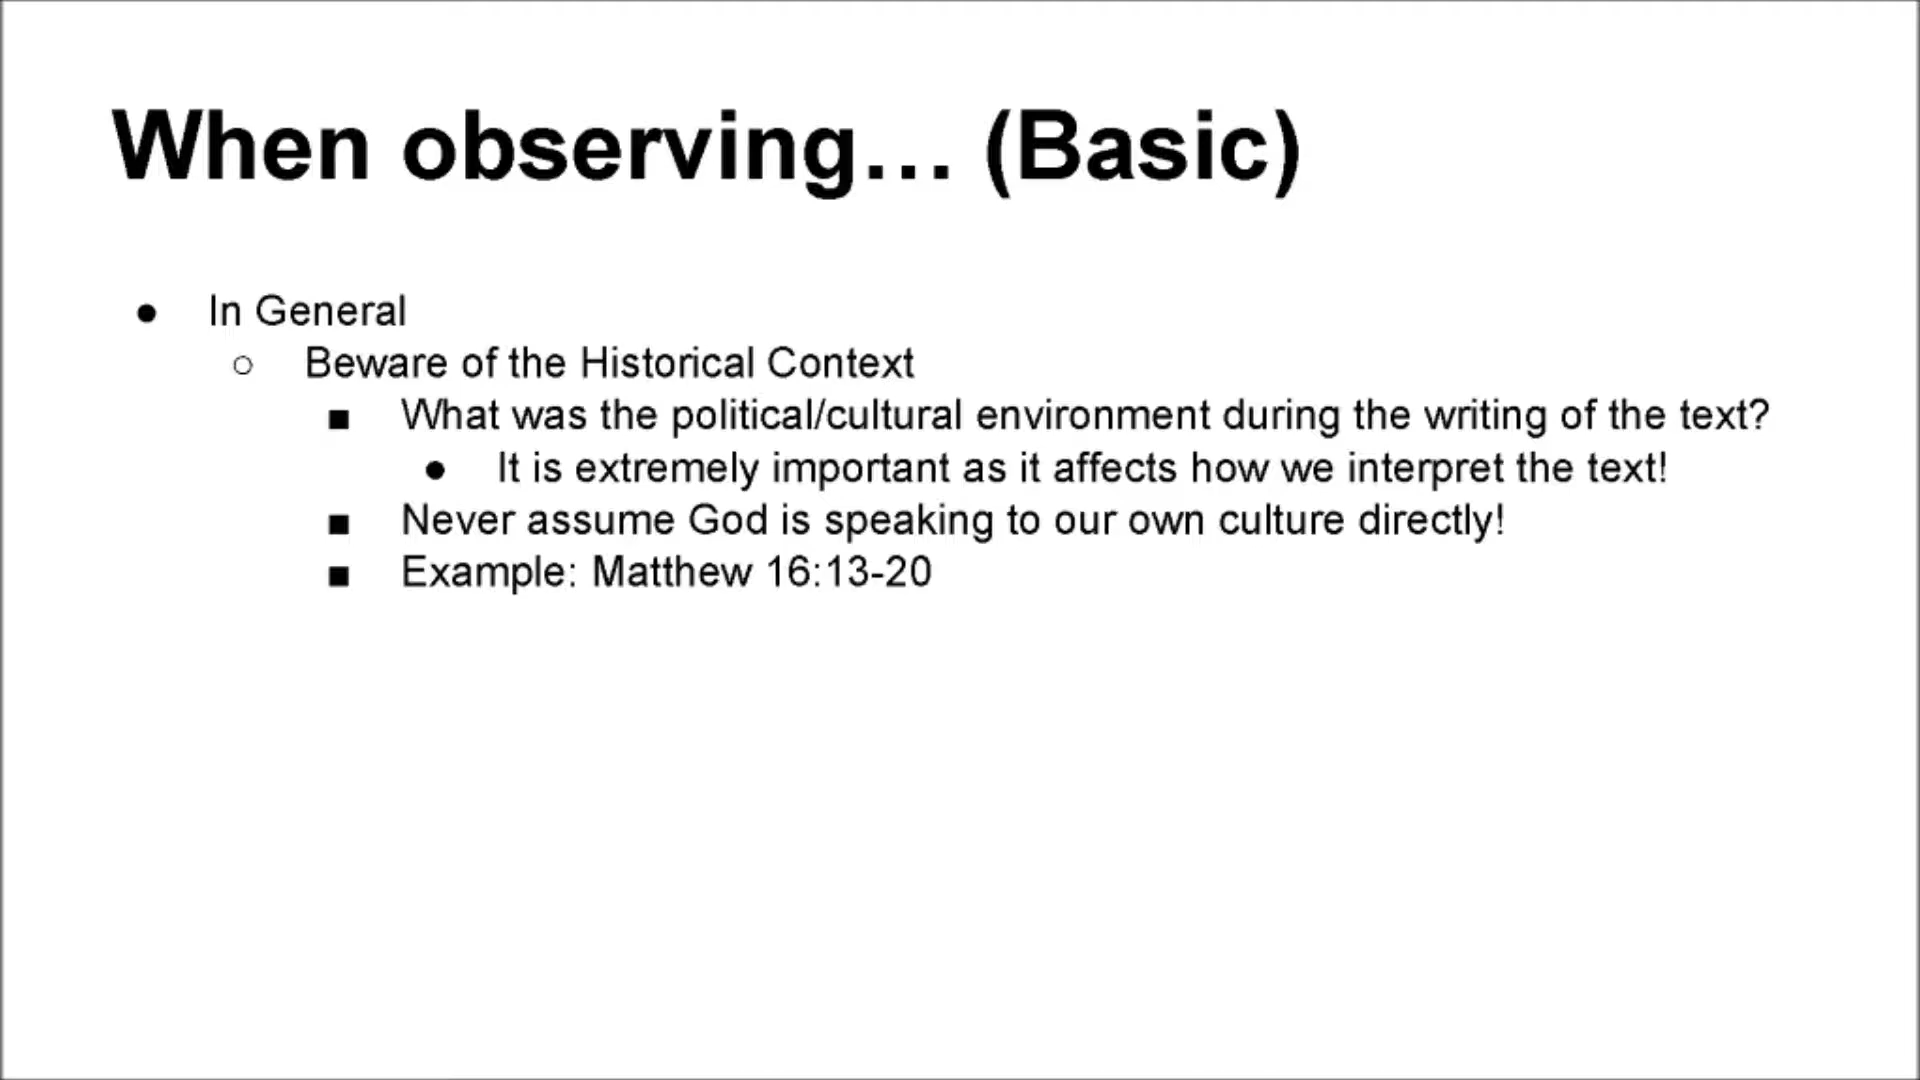 When observing… (Basic)
● In General
○ Beware of the Historical Context
■ What was the political/cultural environment during the writing of the text?
● It is extremely important as it affects how we interpret the text!
■ Never assume God is speaking to our own culture directly!
■ Example: Matthew 16:13-20